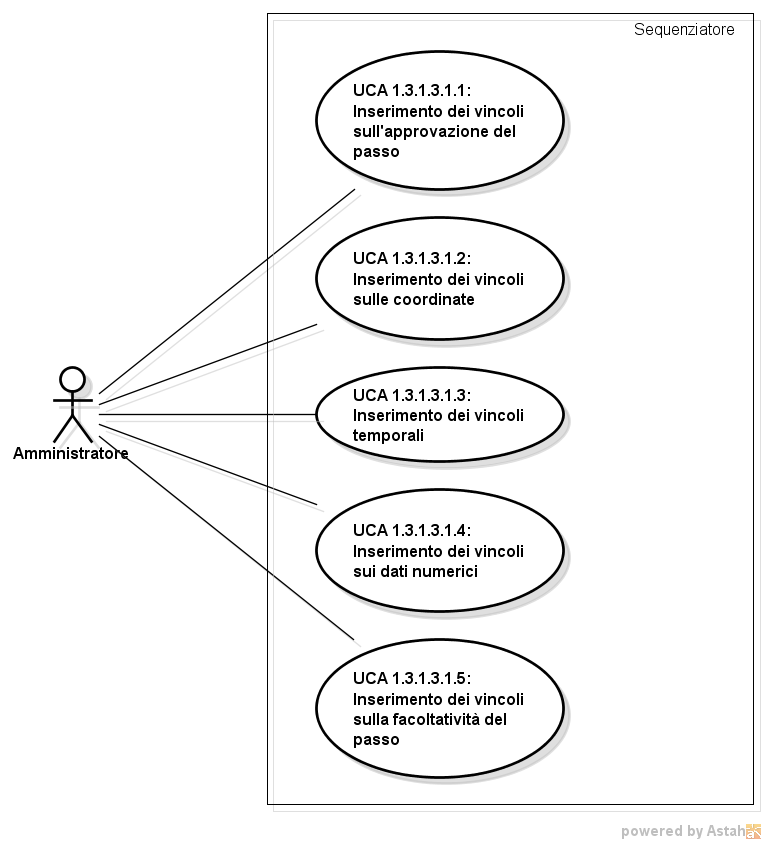 Sequenziatore
UCA 1.3.1.3.1.1:
Inserimento dei vincoli
sull'approvazione del
passo
UCA 1.3.1.3.1.2:
Inserimento dei vincoli
sulle coordinate
UCA 1.3.1.3.1.3:
Inserimento dei vincoli
temporali
Amministratore
UCA 1.3.1.3.1.4:
Inserimento dei vincoli
sui dati numerici
UCA 1.3.1.3.1.5:
Inserimento dei vincoli
sulla facoltatività del
passo
powered by Astah